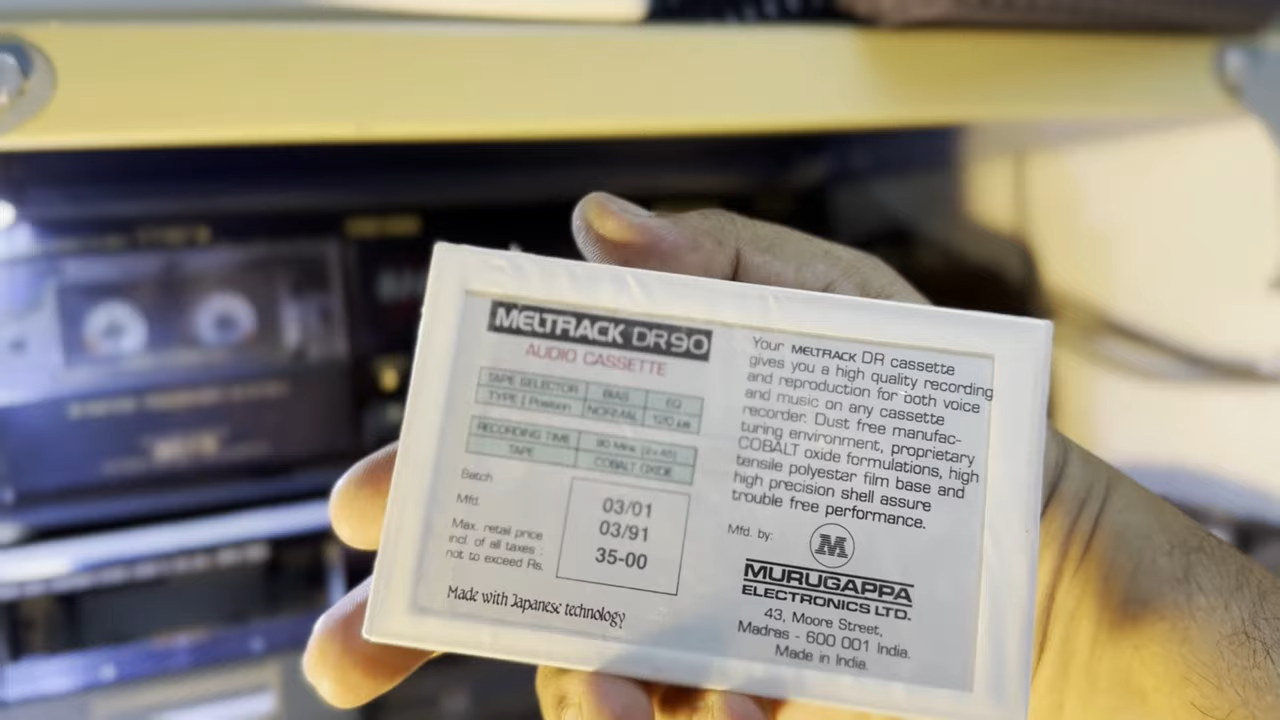 MELTRACK DR90
AUDIO CASSETTE
TAPE SELECTOR BIAS EQ
TYPE I Position NORMAL 120 µs
RECORDING TIME 90 Mins (2x45)
TAPE COBALT OXIDE
Batch 03/01
Mfd. 03/91
Max. retail price
incl. of all taxes :
not to exceed Rs. 35-00
Made with Japanese technology
Your MELTRACK DR cassette
gives you a high quality recording
and reproduction for both voice
and music on any cassette
recorder. Dust free manufac-
turing environment, proprietary
COBALT oxide formulations, high
tensile polyester film base and
high precision shell assure
trouble free performance.
Mfd. by: M
MURUGAPPA
ELECTRONICS LTD.
43, Moore Street,
Madras - 600 001 India.
Made in India.